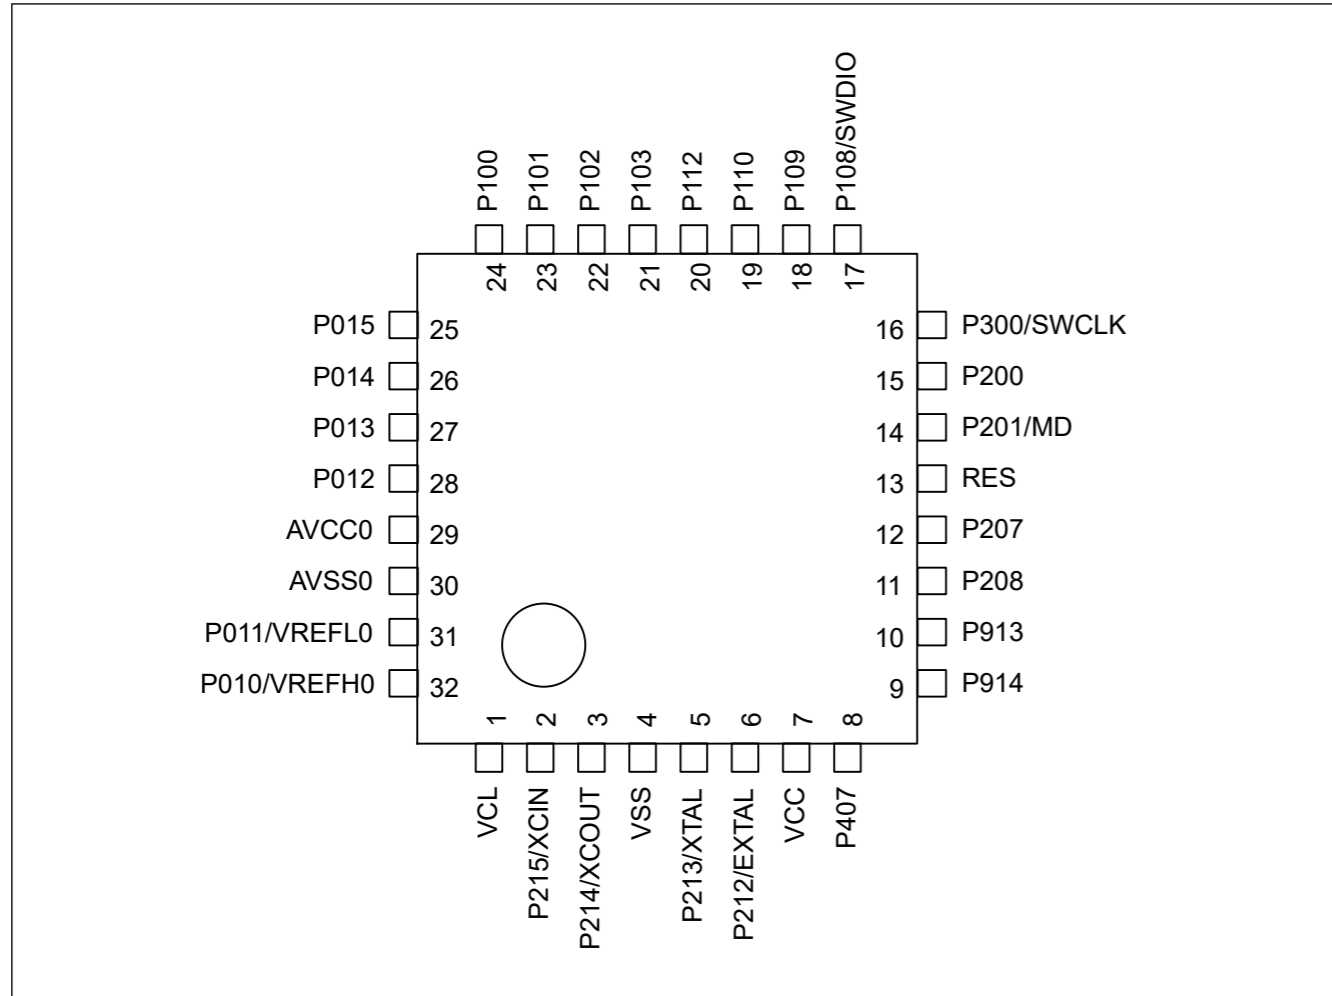 P100
P101
P102
P103
P112
P110
P109
P108/SWDIO
24
23
22
21
20
19
18
17
P015 25
P014 26
P013 27
P012 28
AVCC0 29
AVSS0 30
P011/VREFL0 31
P010/VREFH0 32
16 P300/SWCLK
15 P200
14 P201/MD
13 RES
12 P207
11 P208
10 P913
9 P914
1
2
3
4
5
6
7
8
VCL
P215/XCIN
P214/XCOUT
VSS
P213/XTAL
P212/EXTAL
VCC
P407